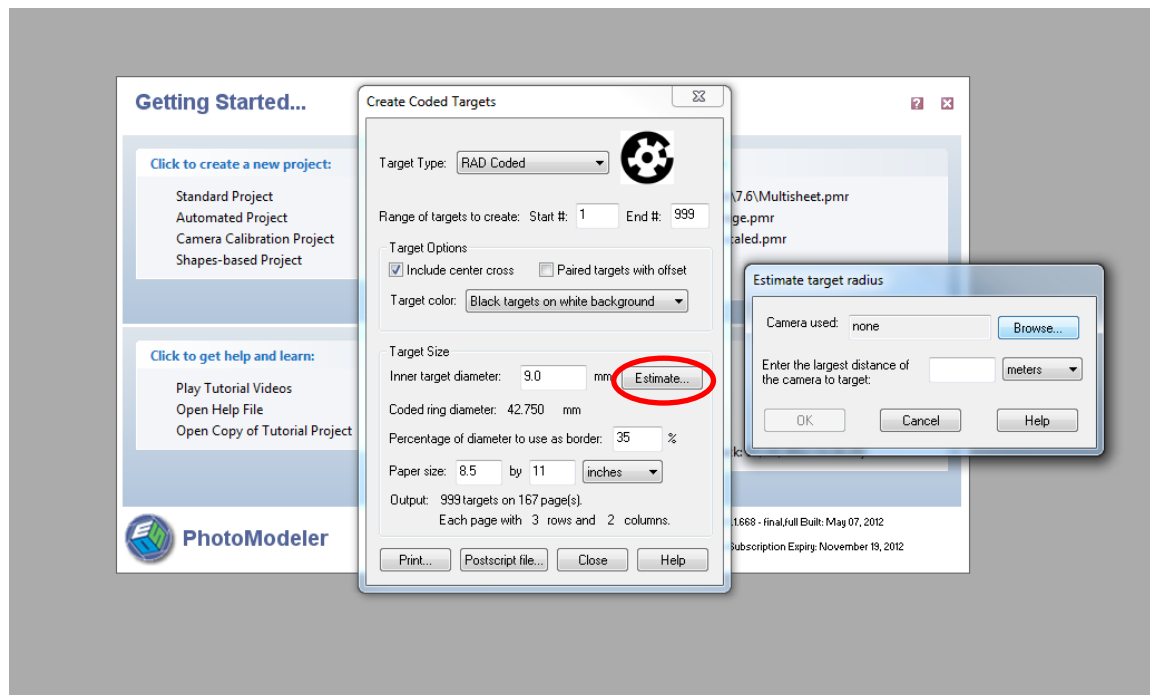 Getting Started...
Click to create a new project:
Standard Project
Automated Project
Camera Calibration Project
Shapes-based Project
Click to get help and learn:
Play Tutorial Videos
Open Help File
Open Copy of Tutorial Project
PhotoModeler
Create Coded Targets
Target Type: RAD Coded
Range of targets to create: Start #: 1 End #: 999
Target Options
Include center cross Paired targets with offset
Target color: Black targets on white background
Target Size
Inner target diameter: 9.0 mm Estimate...
Coded ring diameter: 42.750 mm
Percentage of diameter to use as border: 35 %
Paper size: 8.5 by 11 inches
Output: 999 targets on 167 page(s).
Each page with 3 rows and 2 columns.
Print... Postscript file... Close Help
\7.6\Multisheet.pmr
ge.pmr
caled.pmr
Estimate target radius
Camera used: none Browse...
Enter the largest distance of
the camera to target: meters
OK Cancel Help
.1.668 - final,full Built: May 07, 2012
Subscription Expiry: November 19, 2012